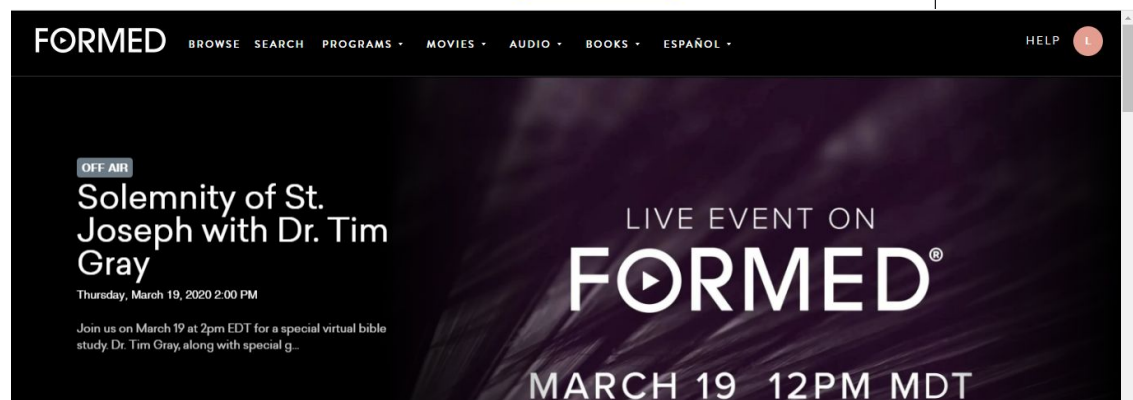 FORMED BROWSE SEARCH PROGRAMS MOVIES AUDIO BOOKS ESPAÑOL HELP L
OFF AIR
Solemnity of St.
Joseph with Dr. Tim
Gray
Thursday, March 19, 2020 2:00 PM
Join us on March 19 at 2pm EDT for a special virtual bible
study. Dr. Tim Gray, along with special g...
LIVE EVENT ON
FORMED®
MARCH 19 12PM MDT